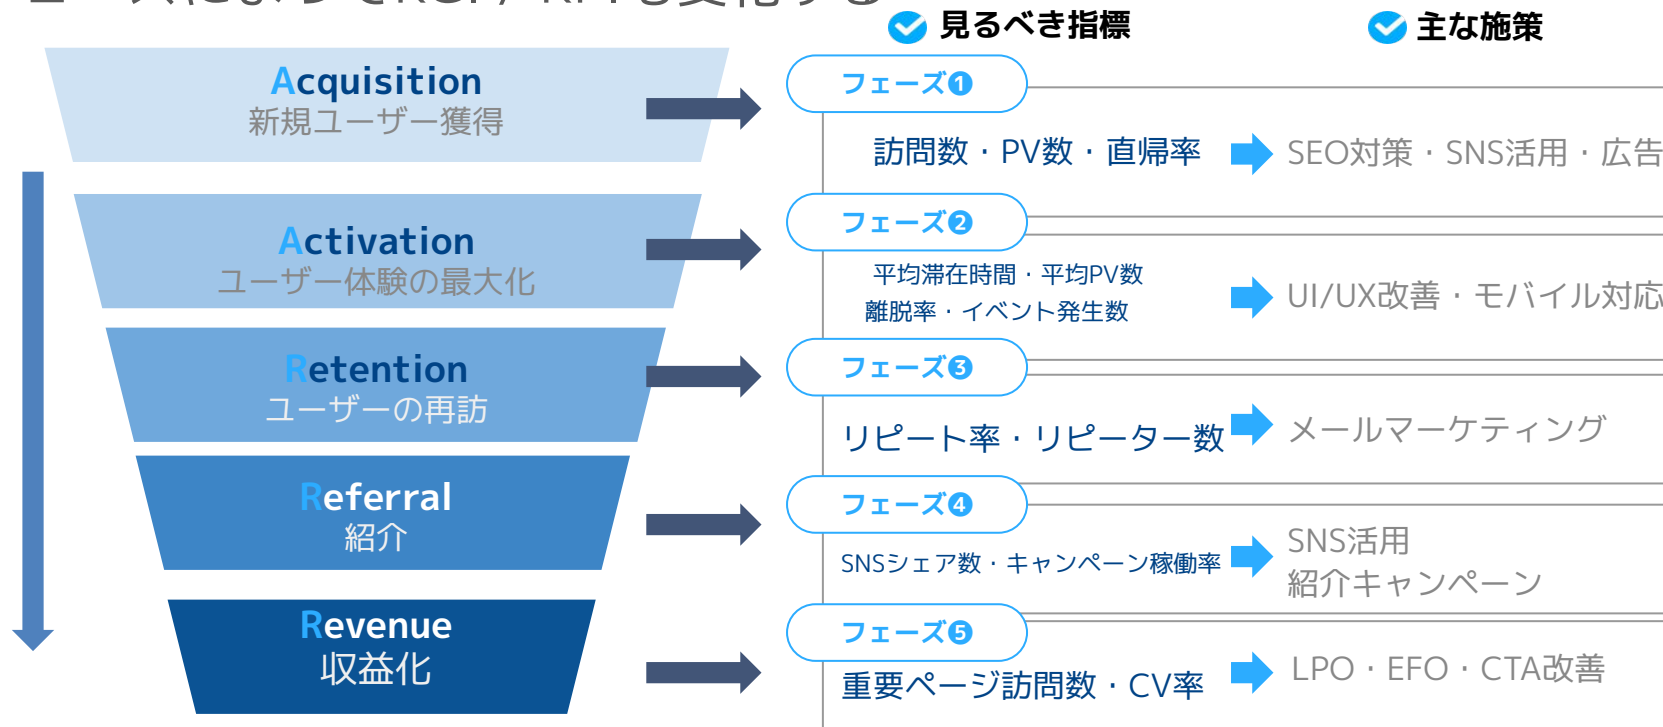 見るべき指標
主な施策
Acquisition
新規ユーザー獲得
フェーズ❶
訪問数・PV数・直帰率
SEO対策・SNS活用・広告
Activation
ユーザー体験の最大化
フェーズ❷
平均滞在時間・平均PV数
離脱率・イベント発生数
UI/UX改善・モバイル対応
Retention
ユーザーの再訪
フェーズ❸
リピート率・リピーター数
メールマーケティング
Referral
紹介
フェーズ❹
SNSシェア数・キャンペーン稼働率
SNS活用
紹介キャンペーン
Revenue
収益化
フェーズ❺
重要ページ訪問数・CV率
LPO・EFO・CTA改善